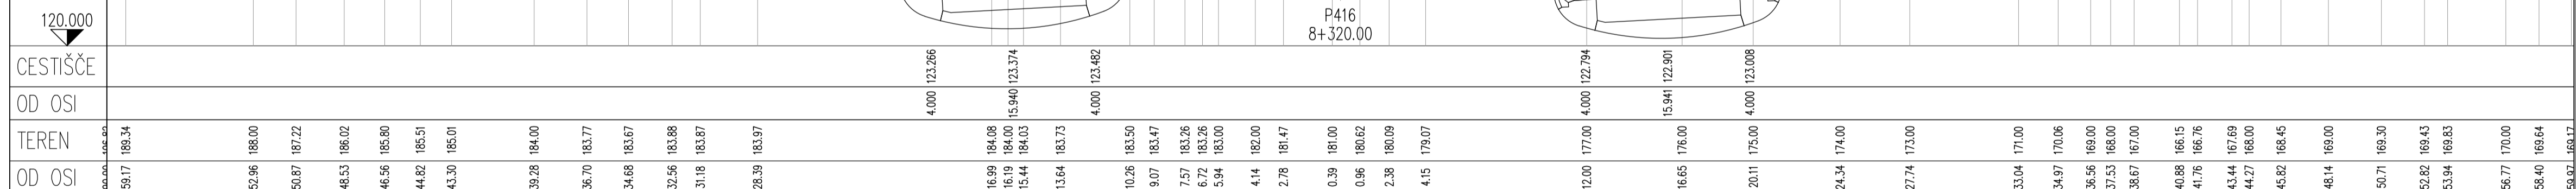 120.000
P416
8+320.00
CESTIŠČE 123.266 123.374 123.482 122.794 122.901 123.008
OD OSI 4.000 15.940 4.000 4.000 15.941 4.000
TEREN 189.34 188.00 187.22 186.02 185.80 185.51 185.01 184.00 183.77 183.67 183.88 183.87 183.97 184.08 184.00 184.03 183.73 183.50 183.47 183.26 183.26 183.00 182.00 181.47 181.00 180.62 180.09 179.07 177.00 176.00 175.00 174.00 173.00 171.00 170.06 169.00 168.00 167.00 166.15 166.76 167.69 168.00 168.45 169.00 169.30 169.43 169.83 170.00 169.64 169.17
OD OSI 59.17 52.96 50.87 48.53 46.56 44.82 43.30 39.28 36.70 34.68 32.56 31.18 28.39 16.99 16.19 15.44 13.64 10.26 9.07 7.57 6.72 5.94 4.14 2.78 0.39 0.96 2.38 4.15 12.00 16.65 20.11 24.34 27.74 33.04 34.97 36.56 37.53 38.67 40.88 41.76 43.44 44.27 45.82 48.14 50.71 52.82 53.94 56.77 58.40